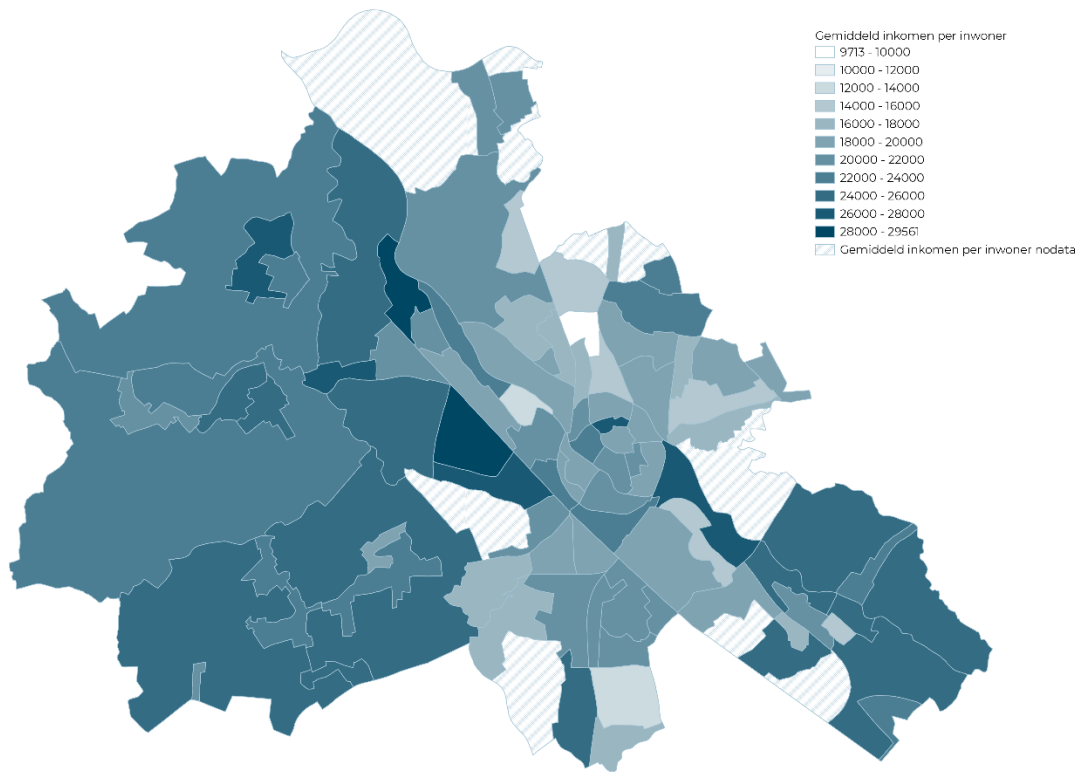 Gemiddeld inkomen per inwoner
9713 - 10000
10000 - 12000
12000 - 14000
14000 - 16000
16000 - 18000
18000 - 20000
20000 - 22000
22000 - 24000
24000 - 26000
26000 - 28000
28000 - 29561
Gemiddeld inkomen per inwoner nodata